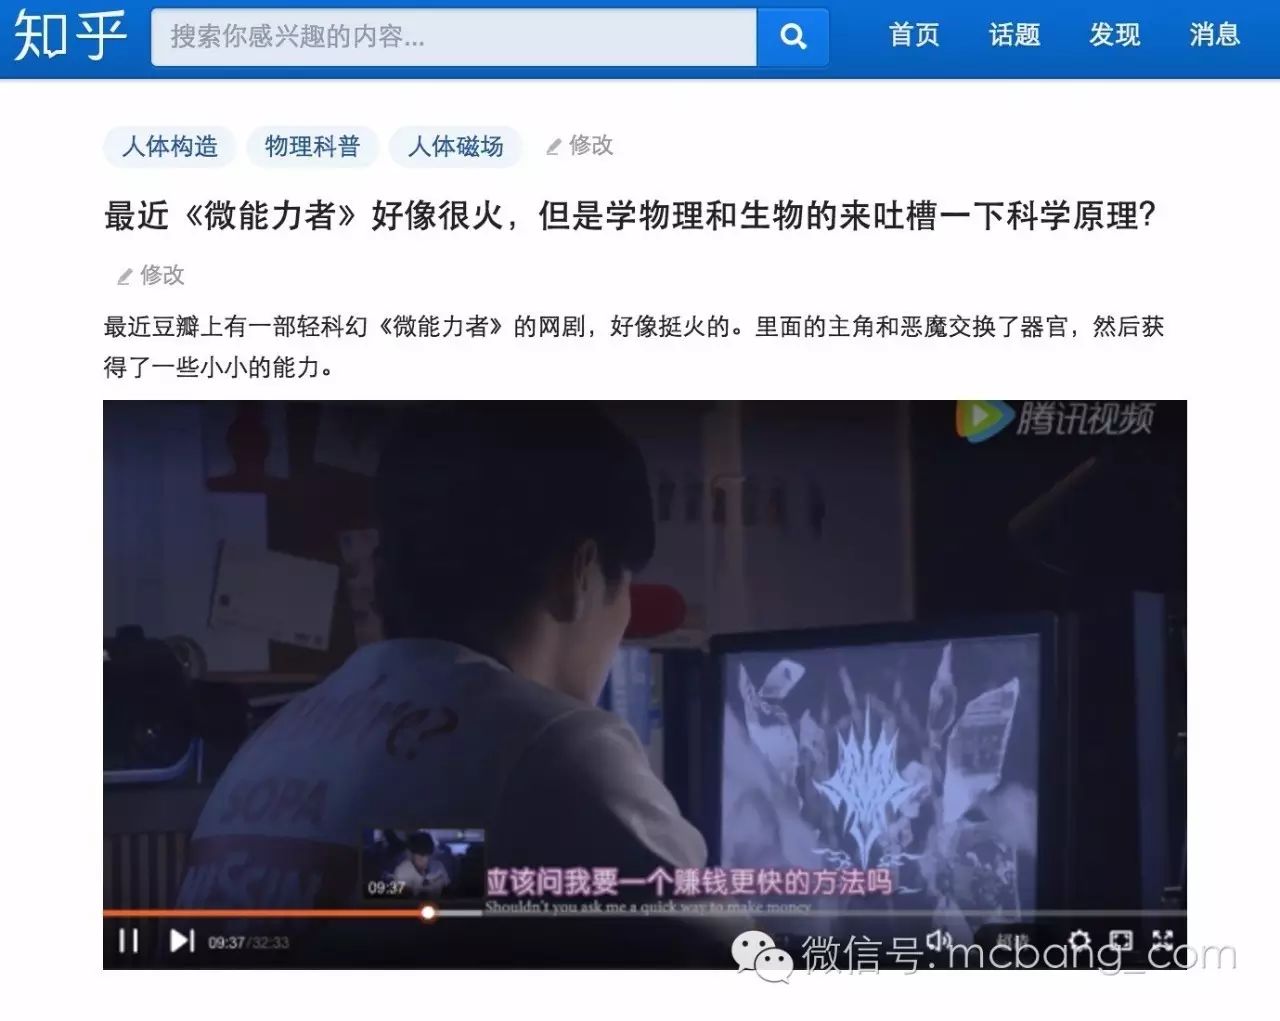 知乎
搜索你感兴趣的内容...
首页
话题
发现
消息
人体构造
物理科普
人体磁场
修改
最近《微能力者》好像很火，但是学物理和生物的来吐槽一下科学原理？
修改
最近豆瓣上有一部轻科幻《微能力者》的网剧，好像挺火的。里面的主角和恶魔交换了器官，然后获
得了一些小小的能力。
腾讯视频
SOPA
09:37
应该问我要一个赚钱更快的方法吗
Shouldn't you ask me a quick way to make money
09:37/32:33
微信号: mcbang_com